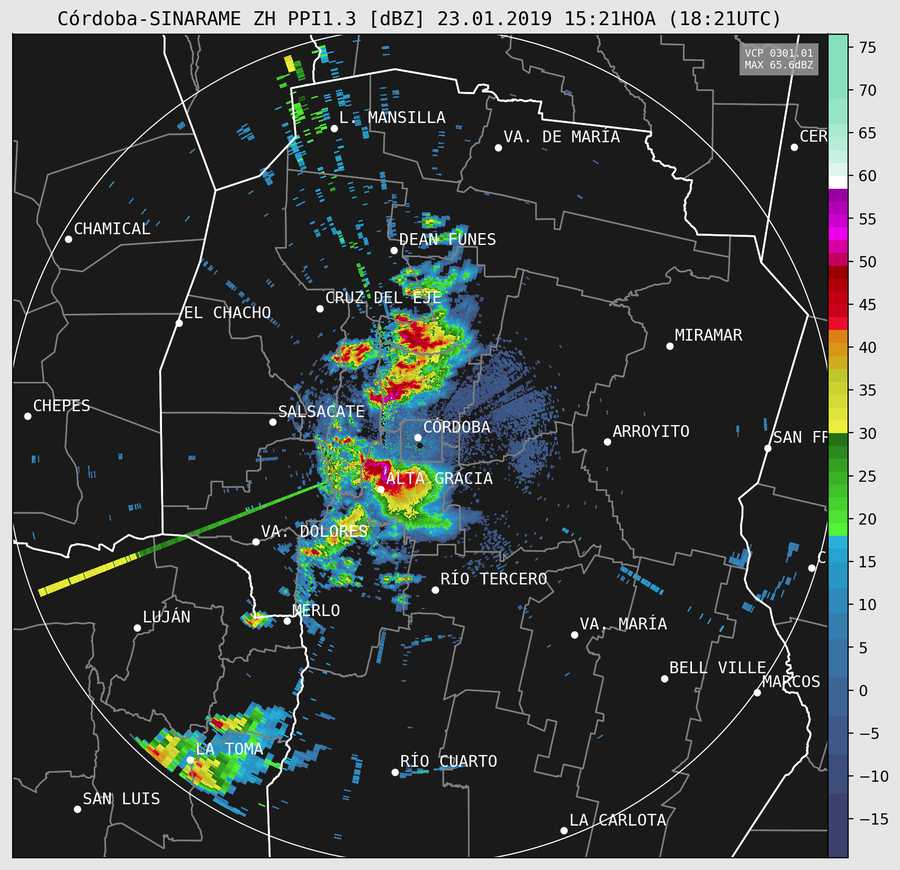 Córdoba-SINARAME ZH PPI1.3 [dBZ] 23.01.2019 15:21HOA (18:21UTC)
VCP 0301.01
MAX 65.6dBZ
75
70
65
60
55
50
45
40
35
30
25
20
15
10
5
0
−5
−10
−15
L. MANSILLA
VA. DE MARÍA
CER
CHAMICAL
DEAN FUNES
CRUZ DEL EJE
EL CHACHO
MIRAMAR
CHEPES
SALSACATE
CÓRDOBA
ARROYITO
SAN FR
ALTA GRACIA
VA. DOLORES
C
RÍO TERCERO
LUJÁN
MERLO
VA. MARÍA
BELL VILLE
MARCOS
LA TOMA
RÍO CUARTO
SAN LUIS
LA CARLOTA